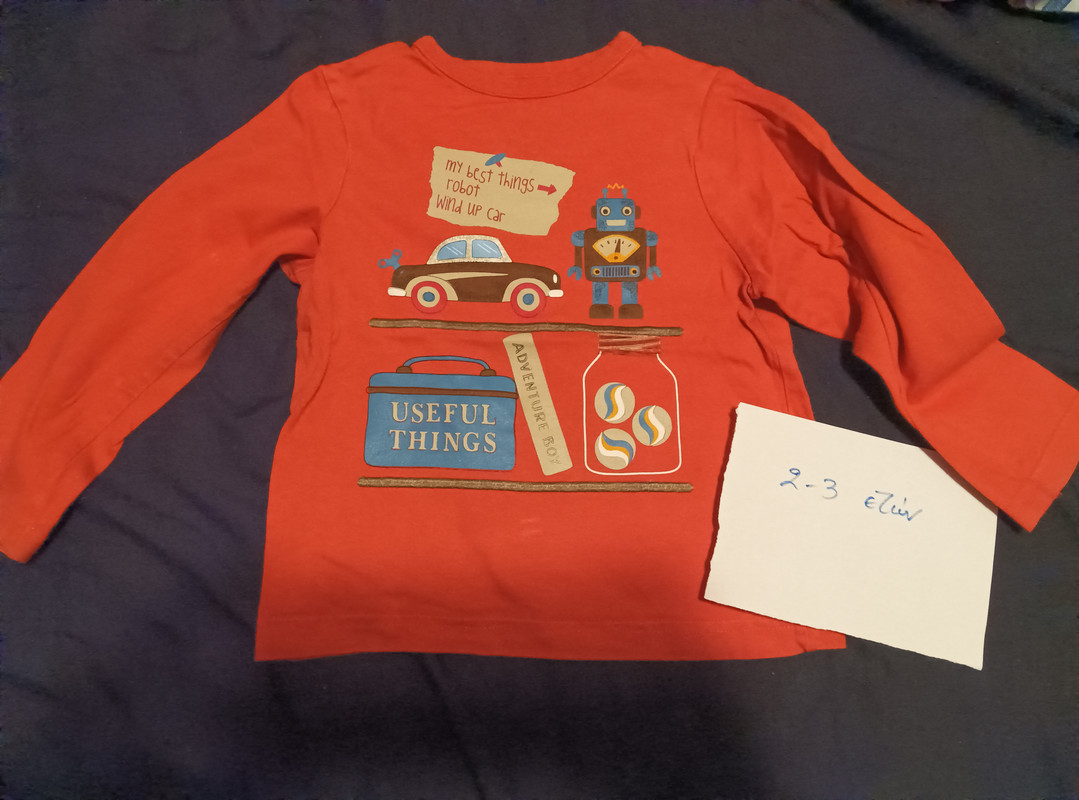 my best things
robot
wind up car
USEFUL
THINGS
ADVENTURE BOY
2-3 ετών